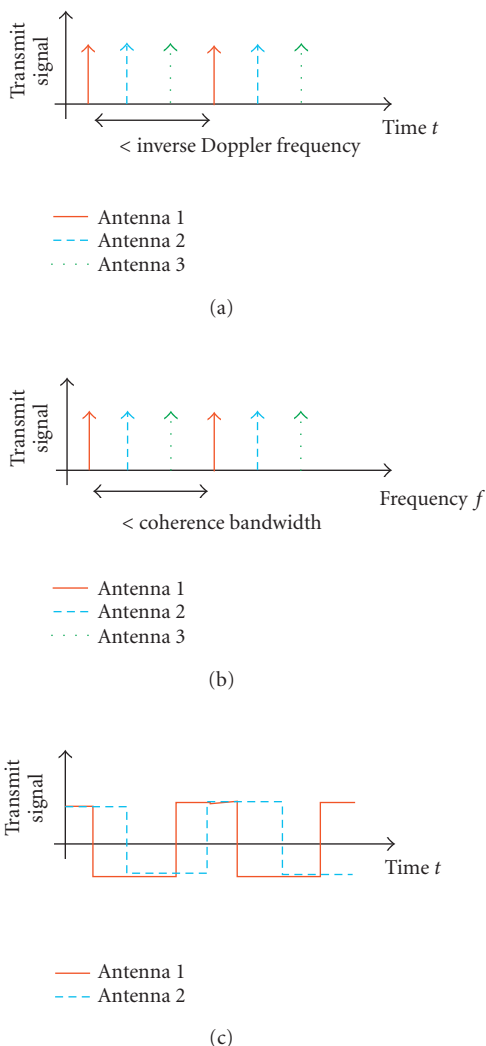 Transmit
signal
Time t
< inverse Doppler frequency
Antenna 1
Antenna 2
Antenna 3
(a)
Transmit
signal
Frequency f
< coherence bandwidth
Antenna 1
Antenna 2
Antenna 3
(b)
Transmit
signal
Time t
Antenna 1
Antenna 2
(c)